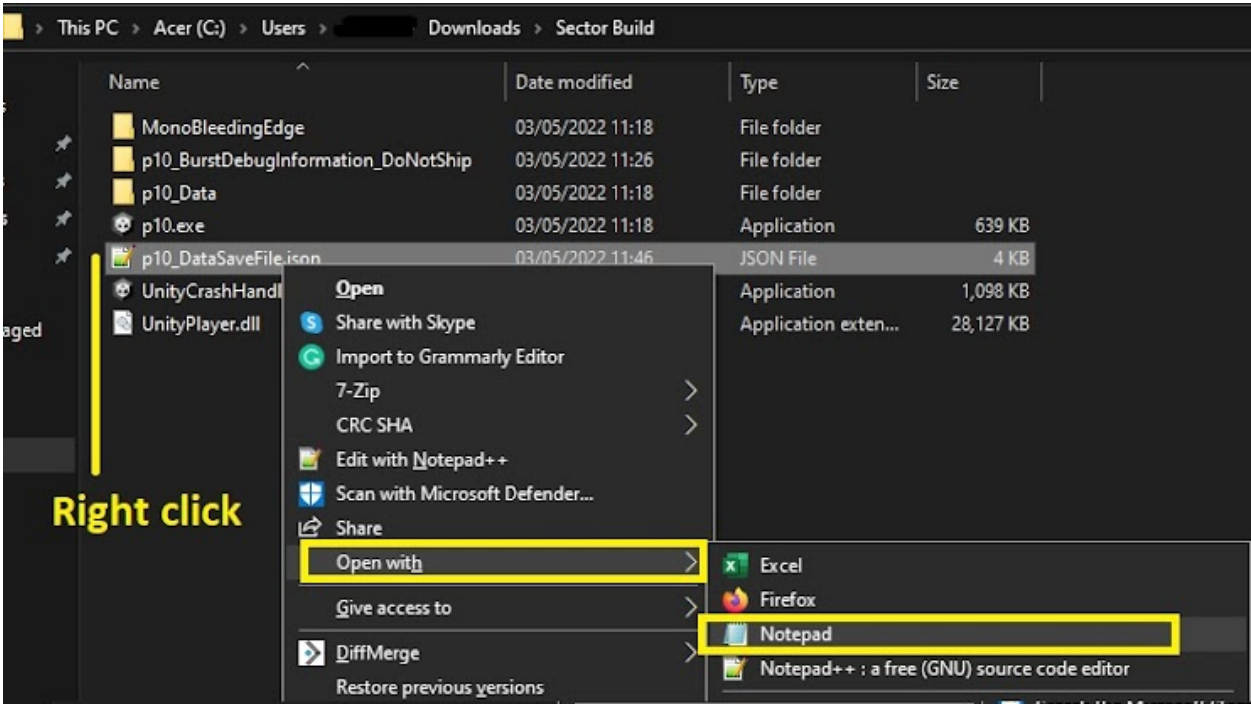 This PC > Acer (C:) > Users > Downloads > Sector Build
Name Date modified Type Size
MonoBleedingEdge 03/05/2022 11:18 File folder
p10_BurstDebugInformation_DoNotShip 03/05/2022 11:26 File folder
p10_Data 03/05/2022 11:18 File folder
p10.exe 03/05/2022 11:18 Application 639 KB
p10_DataSaveFile.json 03/05/2022 11:46 JSON File 4 KB
UnityCrashHandl Application 1,098 KB
UnityPlayer.dll Application exten... 28,127 KB
aged
Right click
Open
Share with Skype
Import to Grammarly Editor
7-Zip
CRC SHA
Edit with Notepad++
Scan with Microsoft Defender...
Share
Open with
Give access to
DiffMerge
Restore previous versions
Excel
Firefox
Notepad
Notepad++ : a free (GNU) source code editor